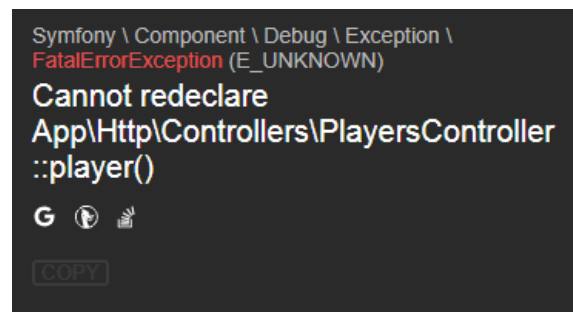 Symfony \ Component \ Debug \ Exception \
FatalErrorException (E_UNKNOWN)
Cannot redeclare
App\Http\Controllers\PlayersController
::player()
G
COPY